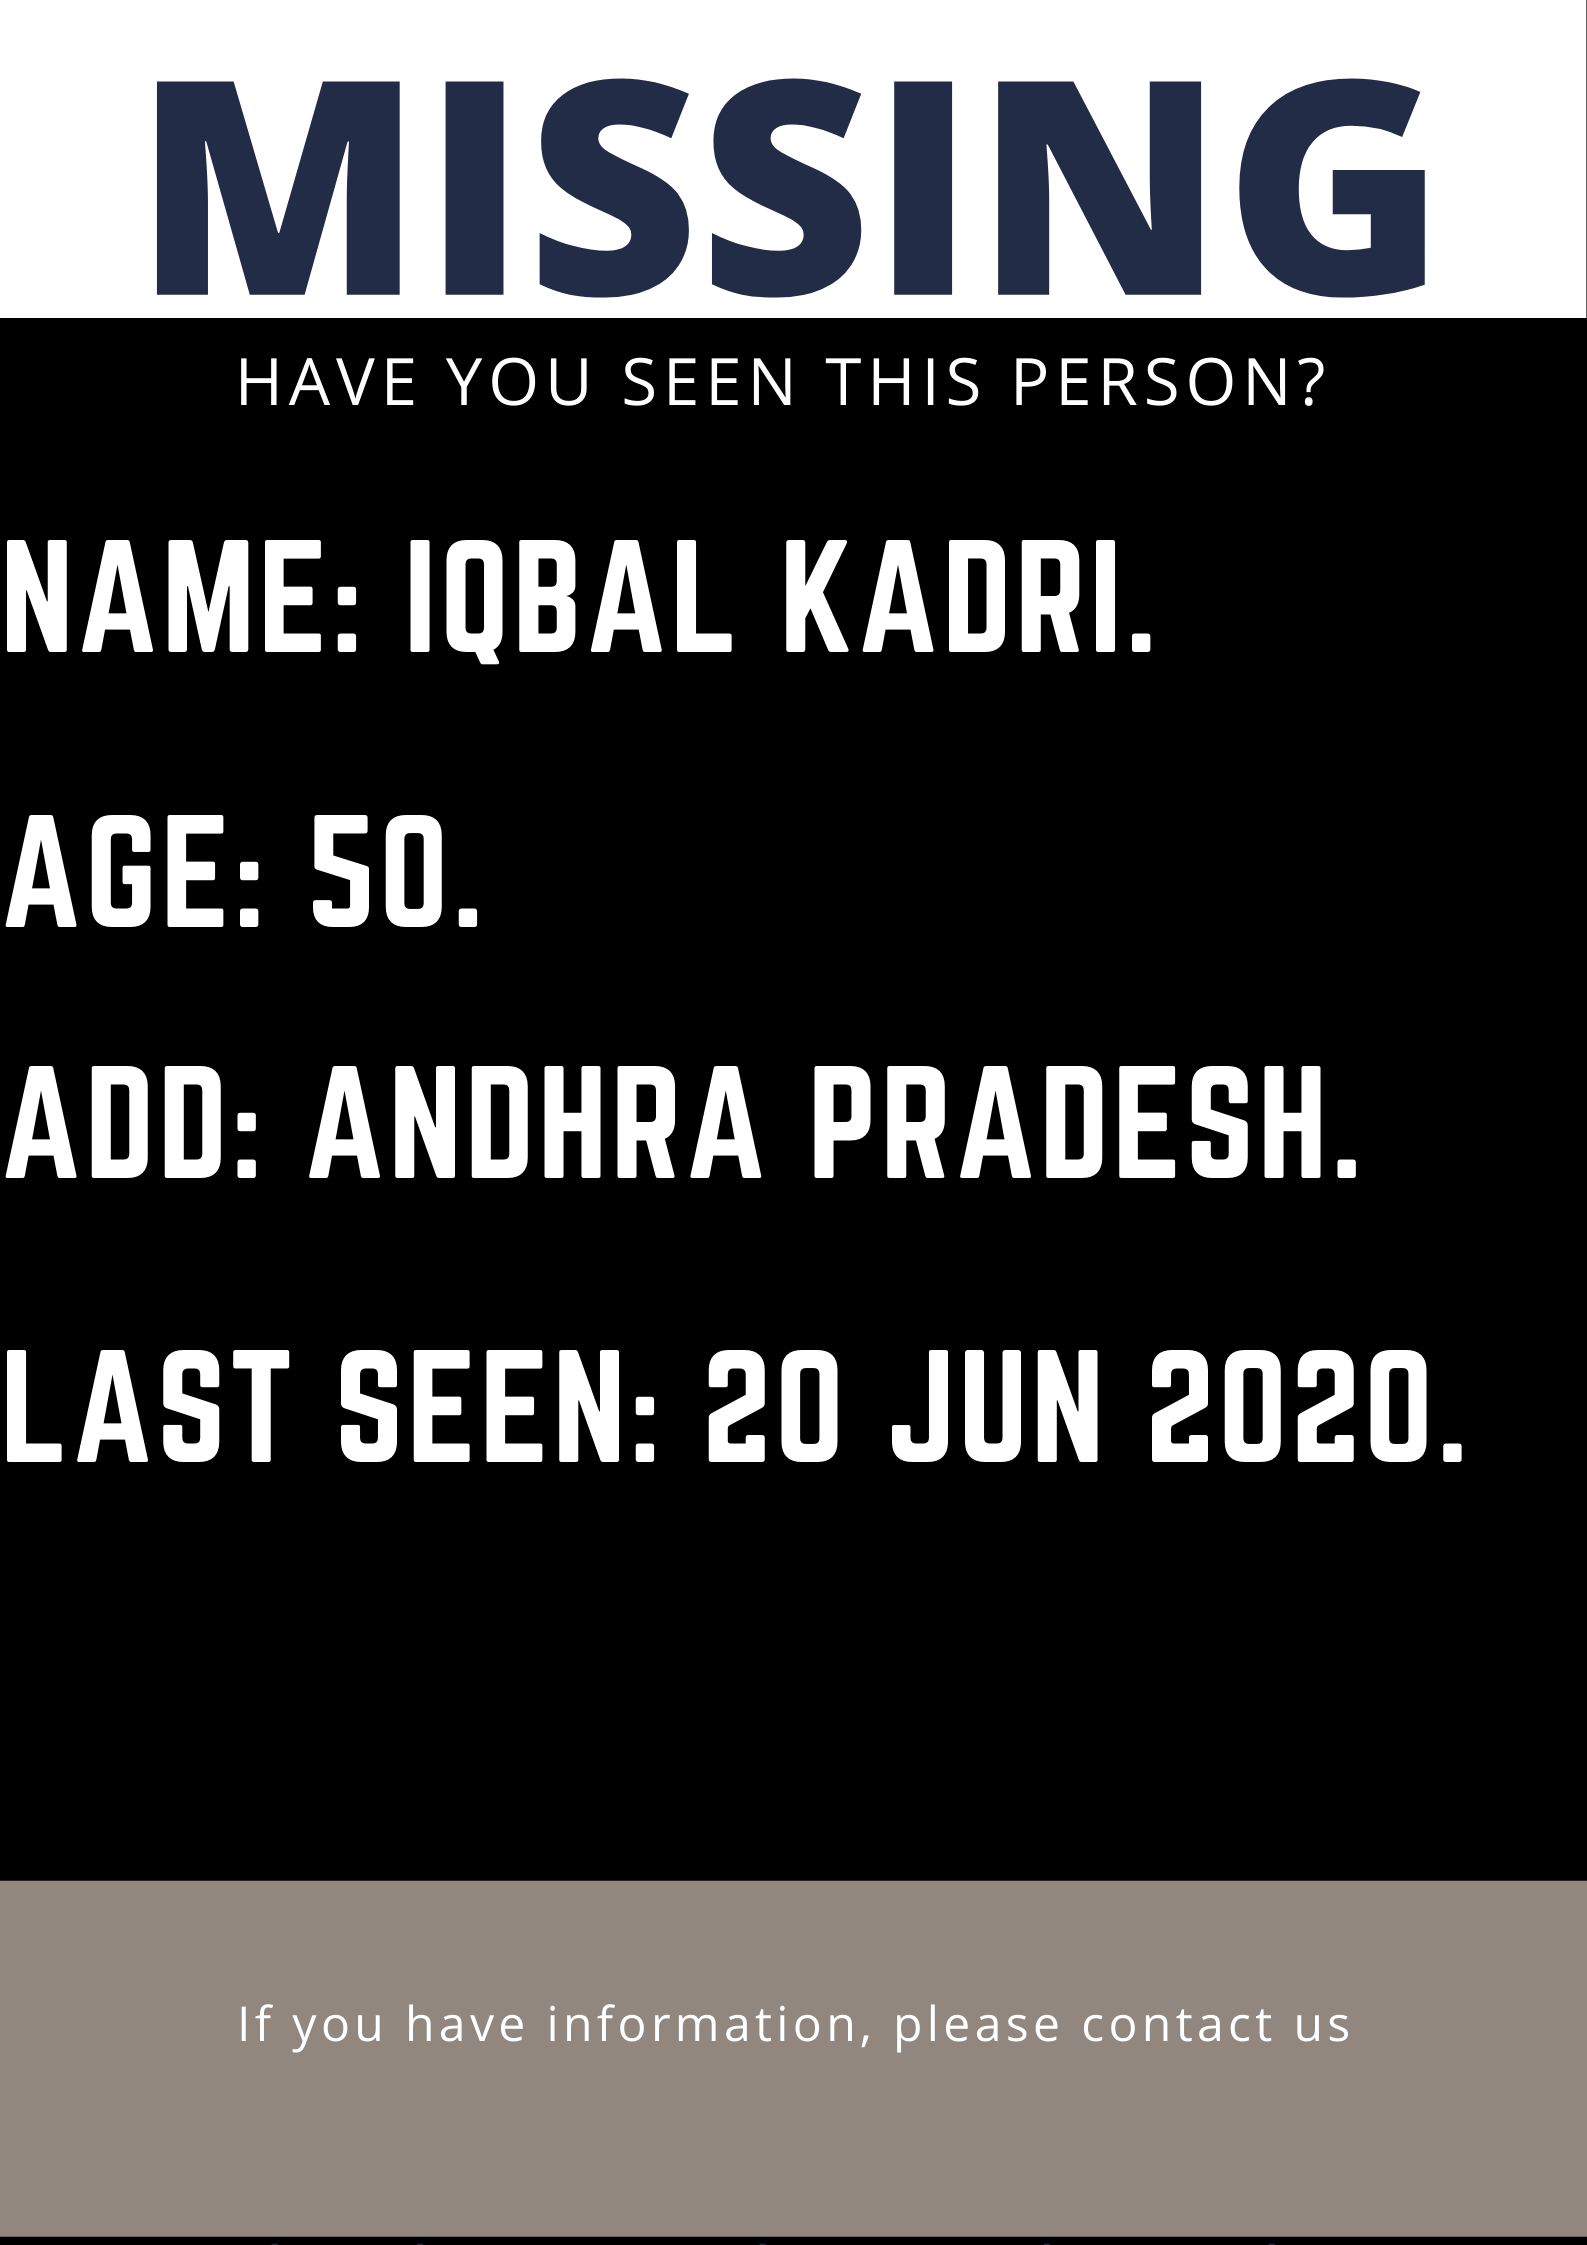 MISSING
HAVE YOU SEEN THIS PERSON?
NAME: IQBAL KADRI.
AGE: 50.
ADD: ANDHRA PRADESH.
LAST SEEN: 20 JUN 2020.
If you have information, please contact us